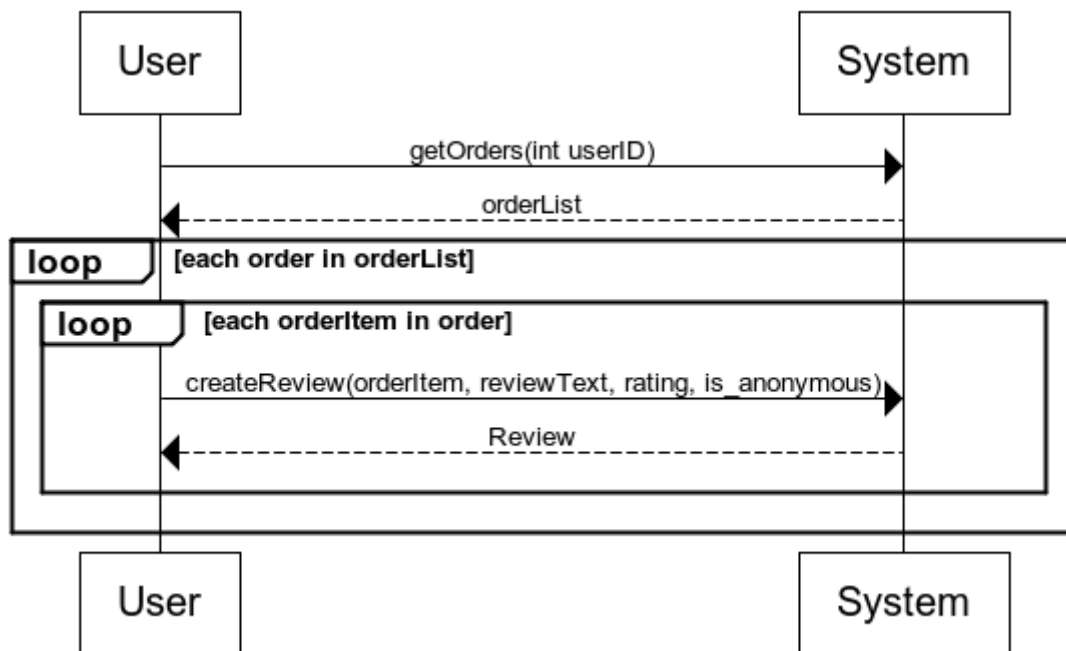 User
System
getOrders(int userID)
orderList
loop
[each order in orderList]
loop
[each orderItem in order]
createReview(orderItem, reviewText, rating, is_anonymous)
Review
User
System